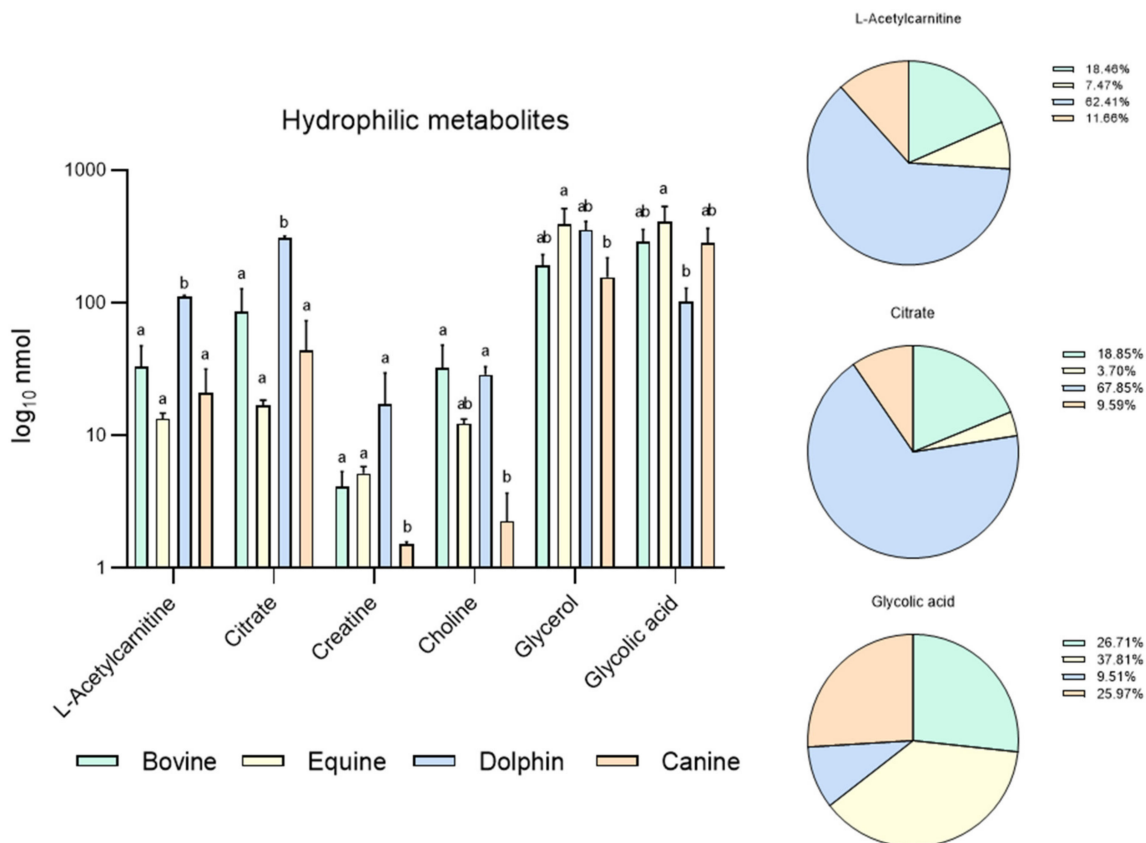 Hydrophilic metabolites
log10 nmol
1000
100
10
1
a
a
b
a
a
a
b
a
a
a
a
b
a
ab
a
b
ab
a
ab
b
ab
a
b
ab
L-Acetylcarnitine
Citrate
Creatine
Choline
Glycerol
Glycolic acid
Bovine Equine Dolphin Canine
L-Acetylcarnitine
18.46%
7.47%
62.41%
11.66%
Citrate
18.85%
3.70%
67.85%
9.59%
Glycolic acid
26.71%
37.81%
9.51%
25.97%